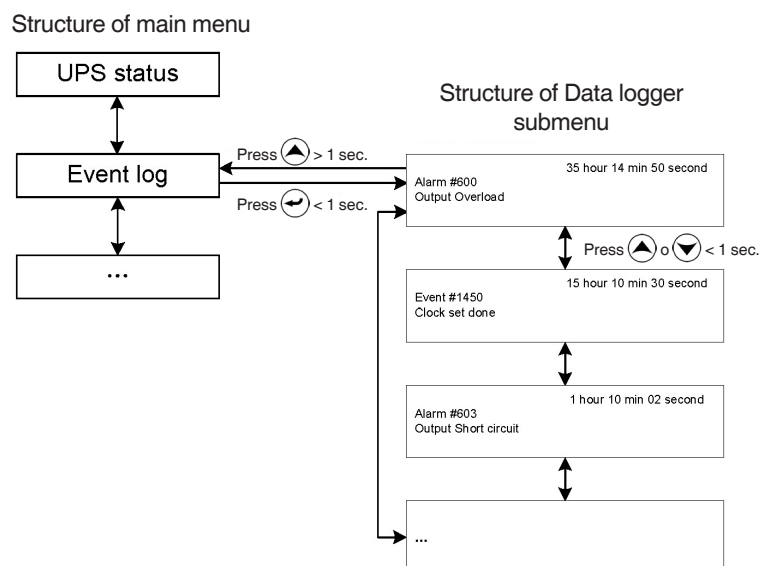 Structure of main menu
UPS status
Structure of Data logger
submenu
Press > 1 sec.
Event log
Press < 1 sec.
35 hour 14 min 50 second
Alarm #600
Output Overload
Press o < 1 sec.
...
15 hour 10 min 30 second
Event #1450
Clock set done
1 hour 10 min 02 second
Alarm #603
Output Short circuit
...